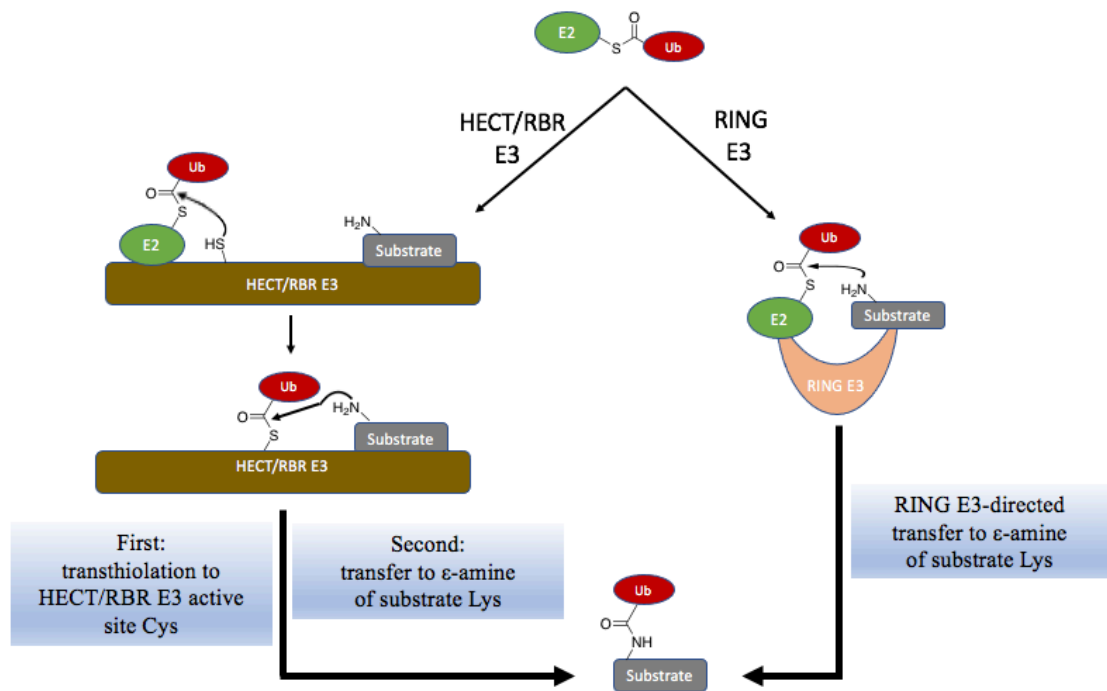 O
E2
S
Ub
HECT/RBR
E3
RING
E3
Ub
O
S
HS
E2
H₂N
Substrate
HECT/RBR E3
Ub
O
S
H₂N
Substrate
HECT/RBR E3
Ub
O
S
H₂N
E2
Substrate
RING E3
First:
transthiolation to
HECT/RBR E3 active
site Cys
Second:
transfer to ε-amine
of substrate Lys
RING E3-directed
transfer to ε-amine
of substrate Lys
Ub
O
NH
Substrate